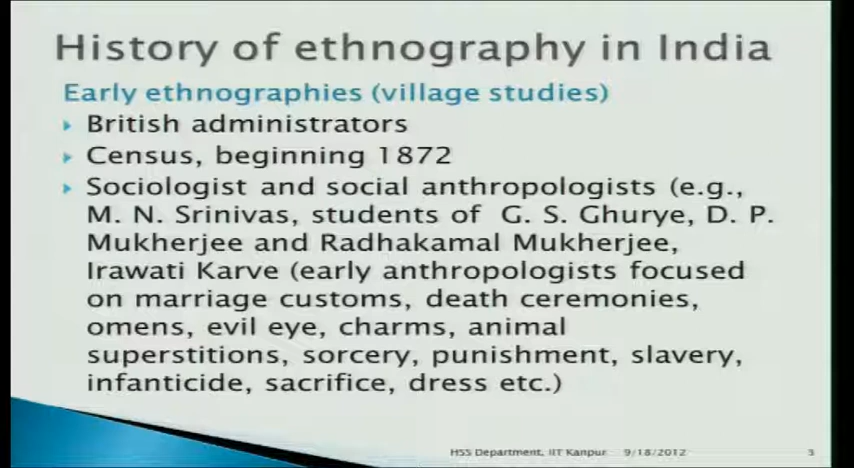 History of ethnography in India
Early ethnographies (village studies)
British administrators
Census, beginning 1872
Sociologist and social anthropologists (e.g.,
M. N. Srinivas, students of G. S. Ghurye, D. P.
Mukherjee and Radhakamal Mukherjee,
Irawati Karve (early anthropologists focused
on marriage customs, death ceremonies,
omens, evil eye, charms, animal
superstitions, sorcery, punishment, slavery,
infanticide, sacrifice, dress etc.)
HSS Department, IIT Kanpur 9/18/2012 3